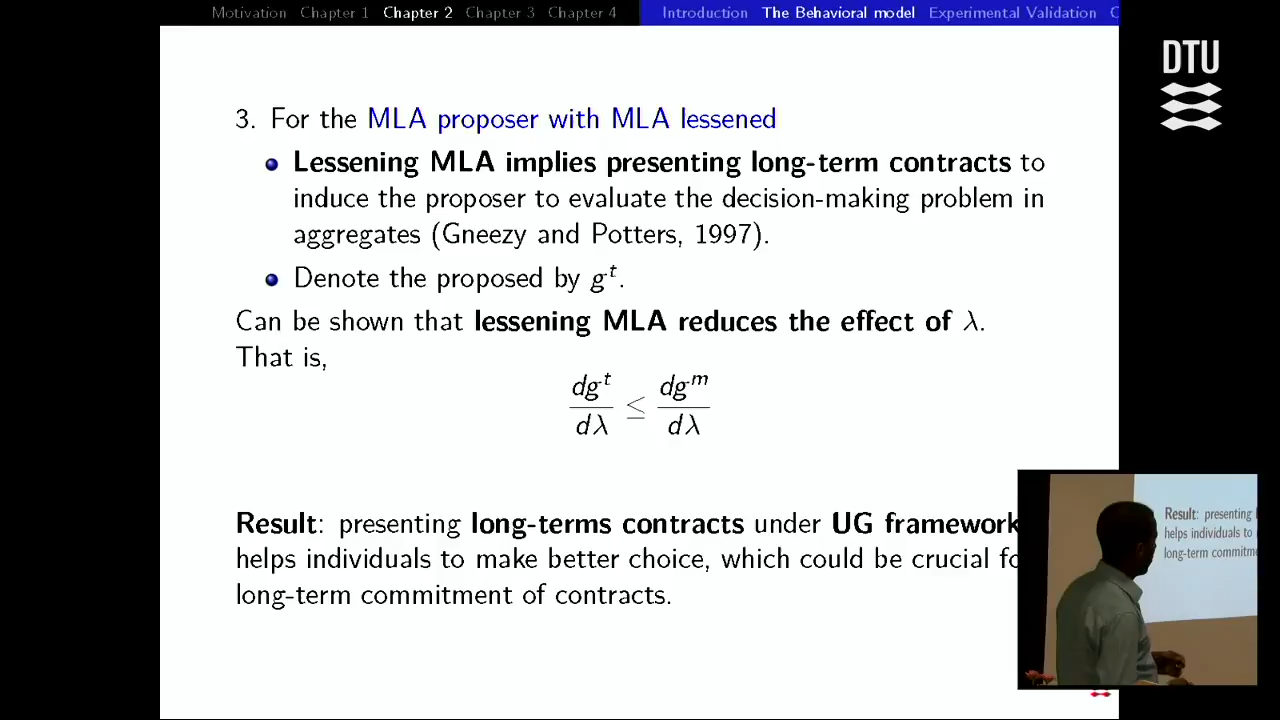 Motivation Chapter 1 Chapter 2 Chapter 3 Chapter 4 Introduction The Behavioral model Experimental Validation
DTU
3. For the MLA proposer with MLA lessened
Lessening MLA implies presenting long-term contracts to
induce the proposer to evaluate the decision-making problem in
aggregates (Gneezy and Potters, 1997).
Denote the proposed by gᵗ.
Can be shown that lessening MLA reduces the effect of λ.
That is,
dgᵗ/dλ ≤ dgᵐ/dλ
Result: presenting long-terms contracts under UG framework
helps individuals to make better choice, which could be crucial fo
long-term commitment of contracts.
Result: presenting
helps individuals to
long-term commitm